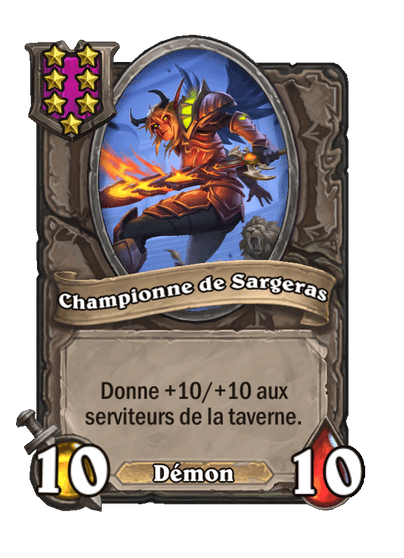 Championne de Sargeras
Donne +10/+10 aux
serviteurs de la taverne.
10
Démon
10